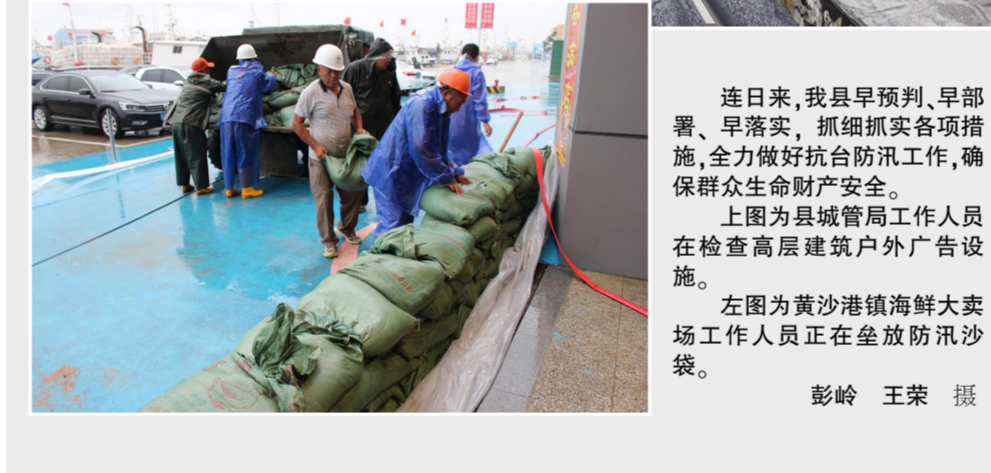 连日来，我县早预判、早部
署、早落实，抓细抓实各项措
施，全力做好抗台防汛工作，确
保群众生命财产安全。
上图为县城管局工作人员
在检查高层建筑户外广告设
施。
左图为黄沙港镇海鲜大卖
场工作人员正在垒放防汛沙
袋。
彭岭　王荣　摄